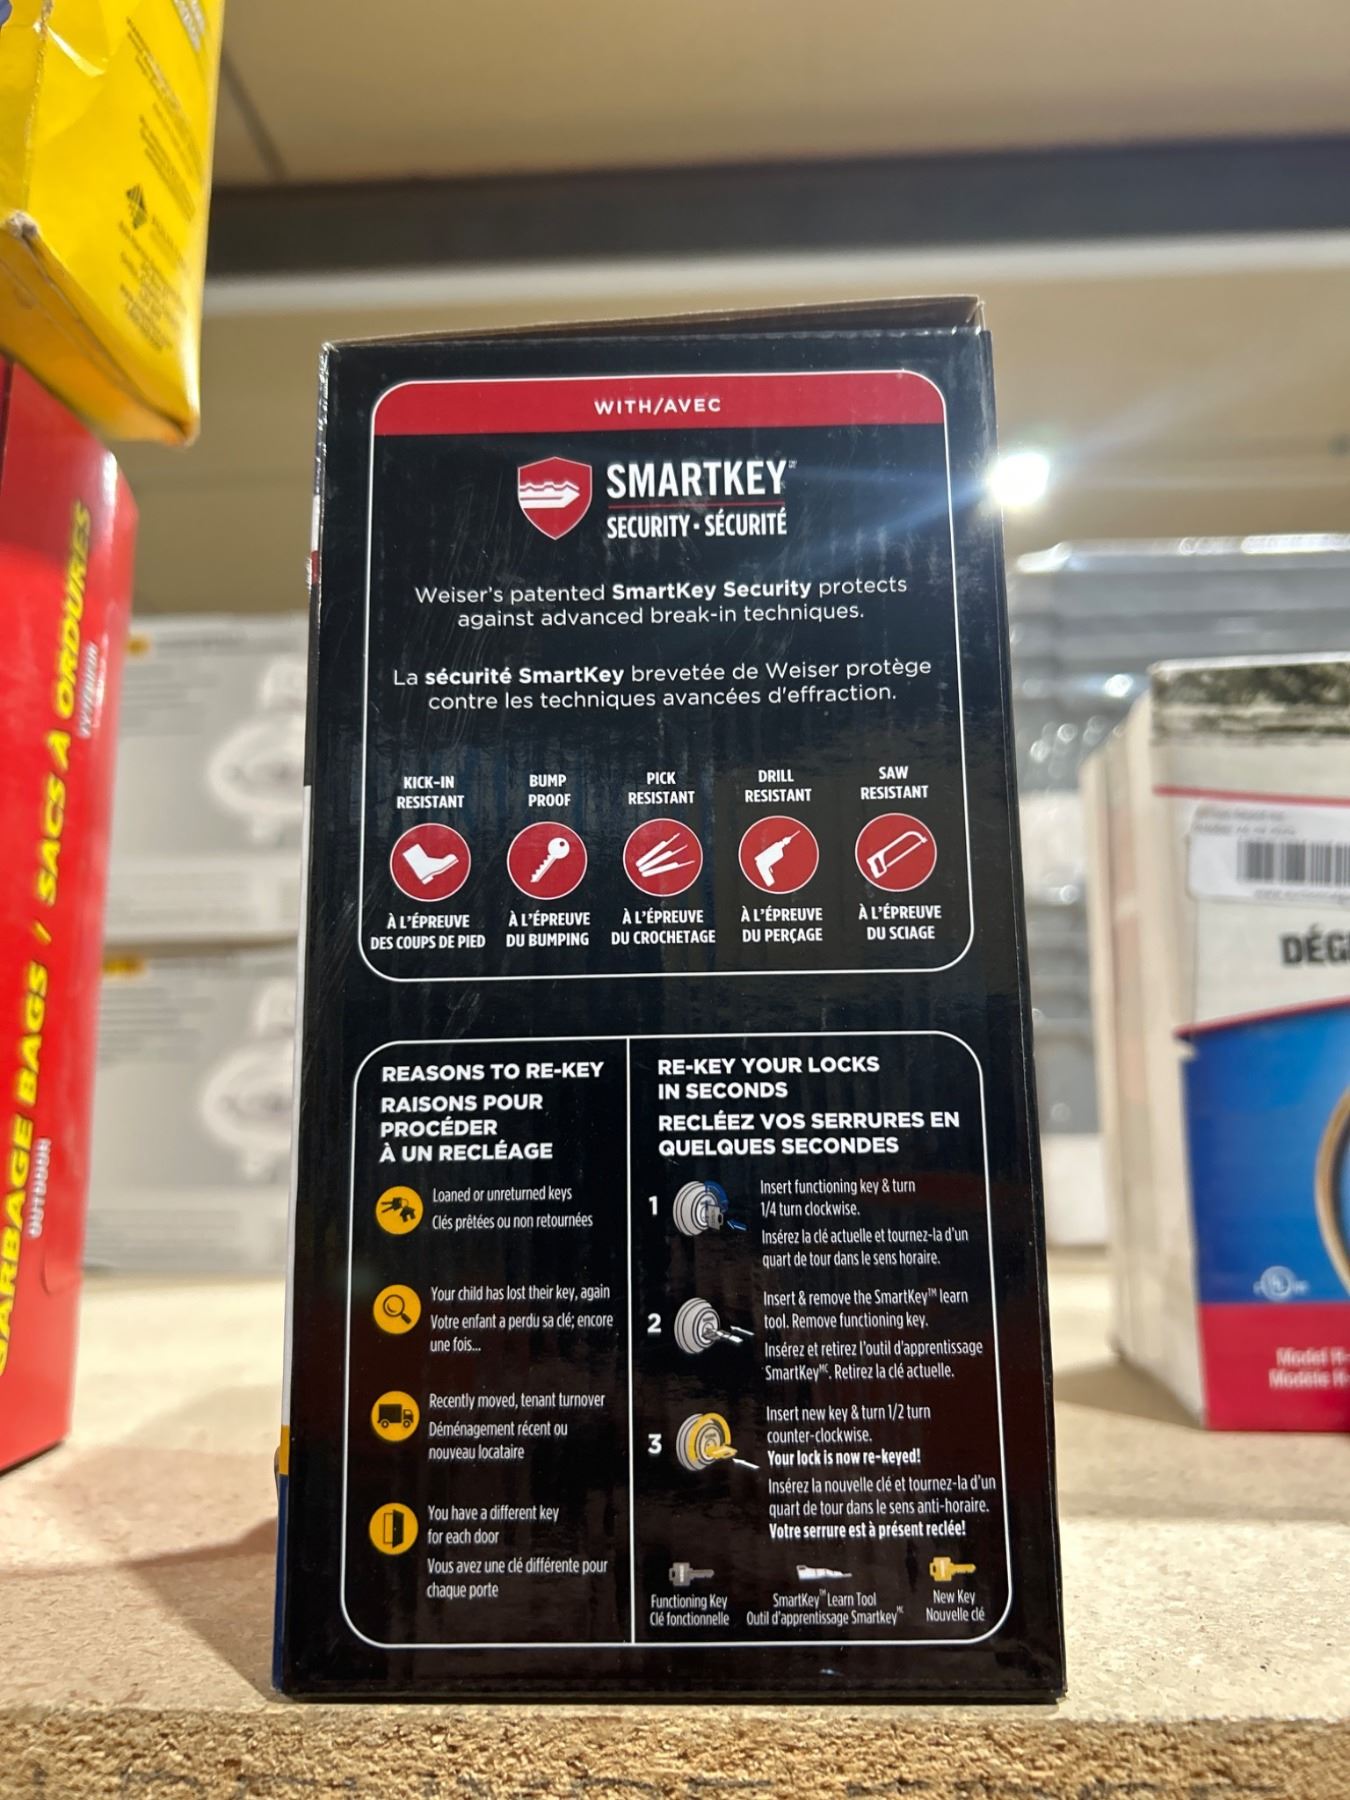 WITH/AVEC
SMARTKEY
SECURITY • SÉCURITÉ
Weiser's patented SmartKey Security protects
against advanced break-in techniques.
La sécurité SmartKey brevetée de Weiser protège
contre les techniques avancées d'effraction.
KICK-IN
RESISTANT
BUMP
PROOF
PICK
RESISTANT
DRILL
RESISTANT
SAW
RESISTANT
À L'ÉPREUVE
DES COUPS DE PIED
À L'ÉPREUVE
DU BUMPING
À L'ÉPREUVE
DU CROCHETAGE
À L'ÉPREUVE
DU PERÇAGE
À L'ÉPREUVE
DU SCIAGE
REASONS TO RE-KEY
RAISONS POUR
PROCÉDER
À UN RECLÉAGE
Loaned or unreturned keys
Clés prêtées ou non retournées
Your child has lost their key, again
Votre enfant a perdu sa clé; encore
une fois...
Recently moved, tenant turnover
Déménagement récent ou
nouveau locataire
You have a different key
for each door
Vous avez une clé différente pour
chaque porte
RE-KEY YOUR LOCKS
IN SECONDS
RECLÉEZ VOS SERRURES EN
QUELQUES SECONDES
1
Insert functioning key & turn
1/4 turn clockwise.
Insérez la clé actuelle et tournez-la d'un
quart de tour dans le sens horaire.
2
Insert & remove the SmartKey™ learn
tool. Remove functioning key.
Insérez et retirez l'outil d'apprentissage
SmartKey MC. Retirez la clé actuelle.
3
Insert new key & turn 1/2 turn
counter-clockwise.
Your lock is now re-keyed!
Insérez la nouvelle clé et tournez-la d'un
quart de tour dans le sens anti-horaire.
Votre serrure est à présent reclée!
Functioning Key
Clé fonctionnelle
SmartKey™ Learn Tool
Outil d'apprentissage Smartkey MC
New Key
Nouvelle clé
GARBAGE BAGS / SACS À ORDURES
OUTDOOR
DÉG
Model H-
Modèle H-